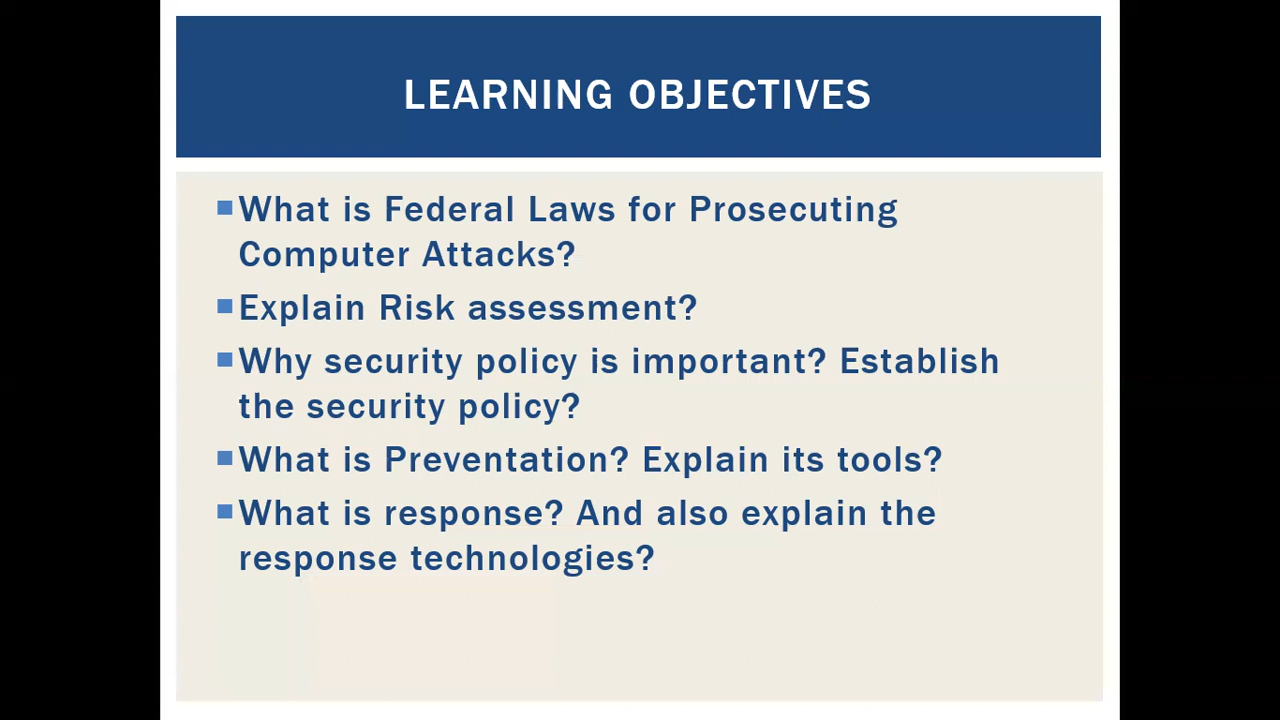 LEARNING OBJECTIVES
What is Federal Laws for Prosecuting
Computer Attacks?
Explain Risk assessment?
Why security policy is important? Establish
the security policy?
What is Preventation? Explain its tools?
What is response? And also explain the
response technologies?